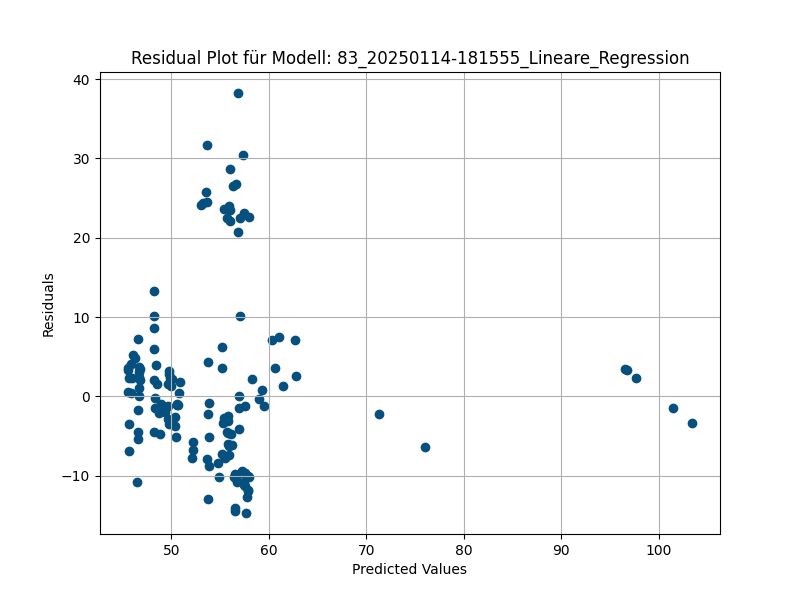 Residual Plot für Modell: 83_20250114-181555_Lineare_Regression
40
30
20
10
0
−10
Residuals
50 60 70 80 90 100
Predicted Values